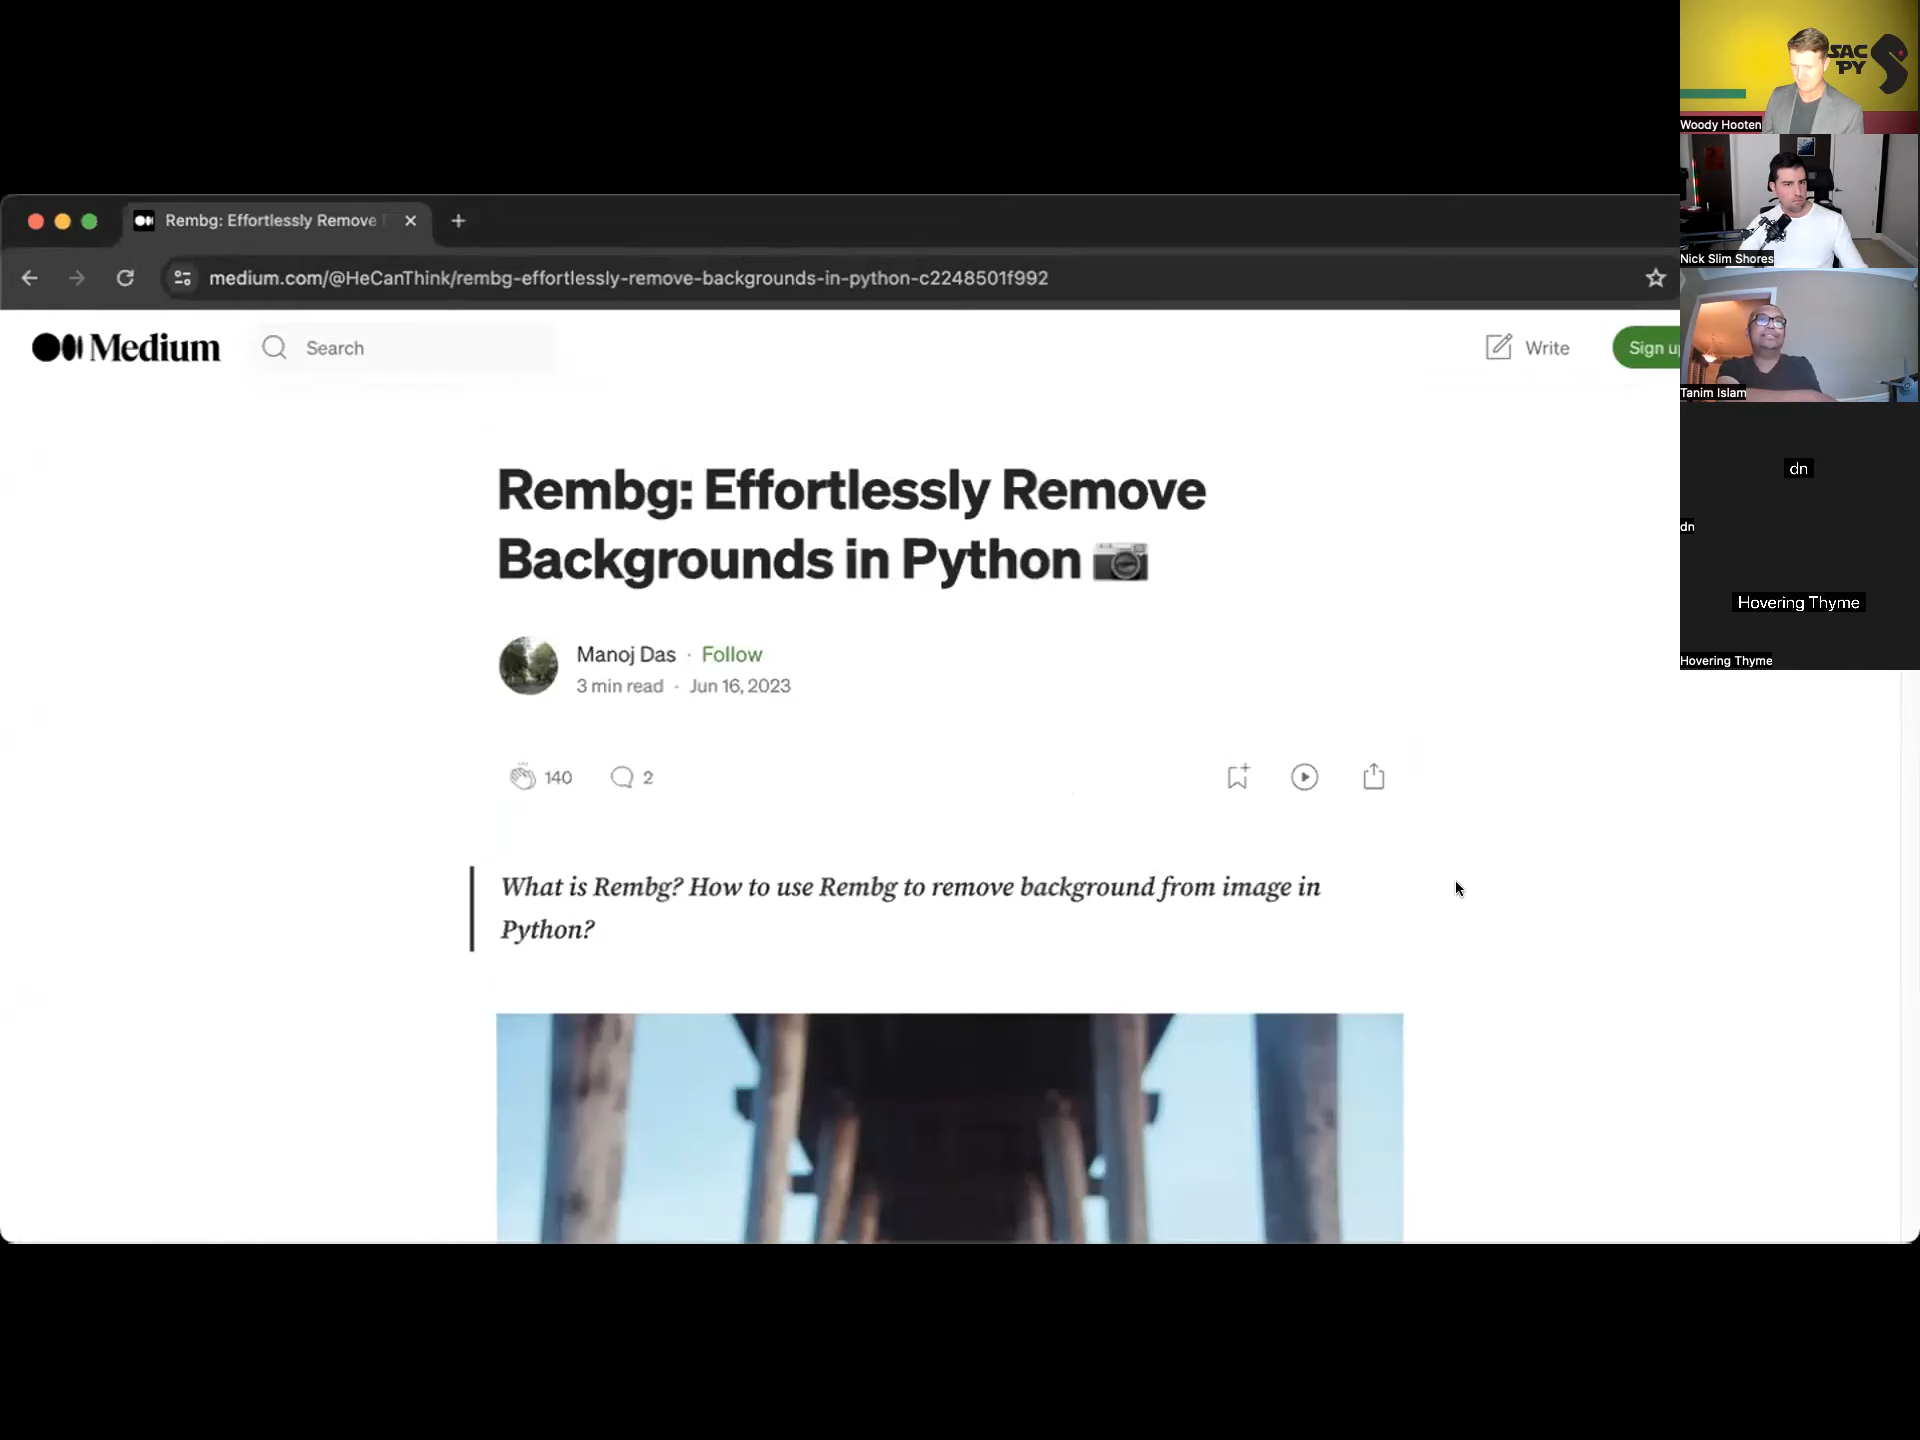 SAC
PY
Woody Hooten
Nick Slim Shores
Tanim Islam
dn
dn
Hovering Thyme
Hovering Thyme
Rembg: Effortlessly Remove
medium.com/@HeCanThink/rembg-effortlessly-remove-backgrounds-in-python-c2248501f992
Medium
Search
Write
Sign u
Rembg: Effortlessly Remove
Backgrounds in Python
Manoj Das · Follow
3 min read · Jun 16, 2023
140
2
What is Rembg? How to use Rembg to remove background from image in
Python?